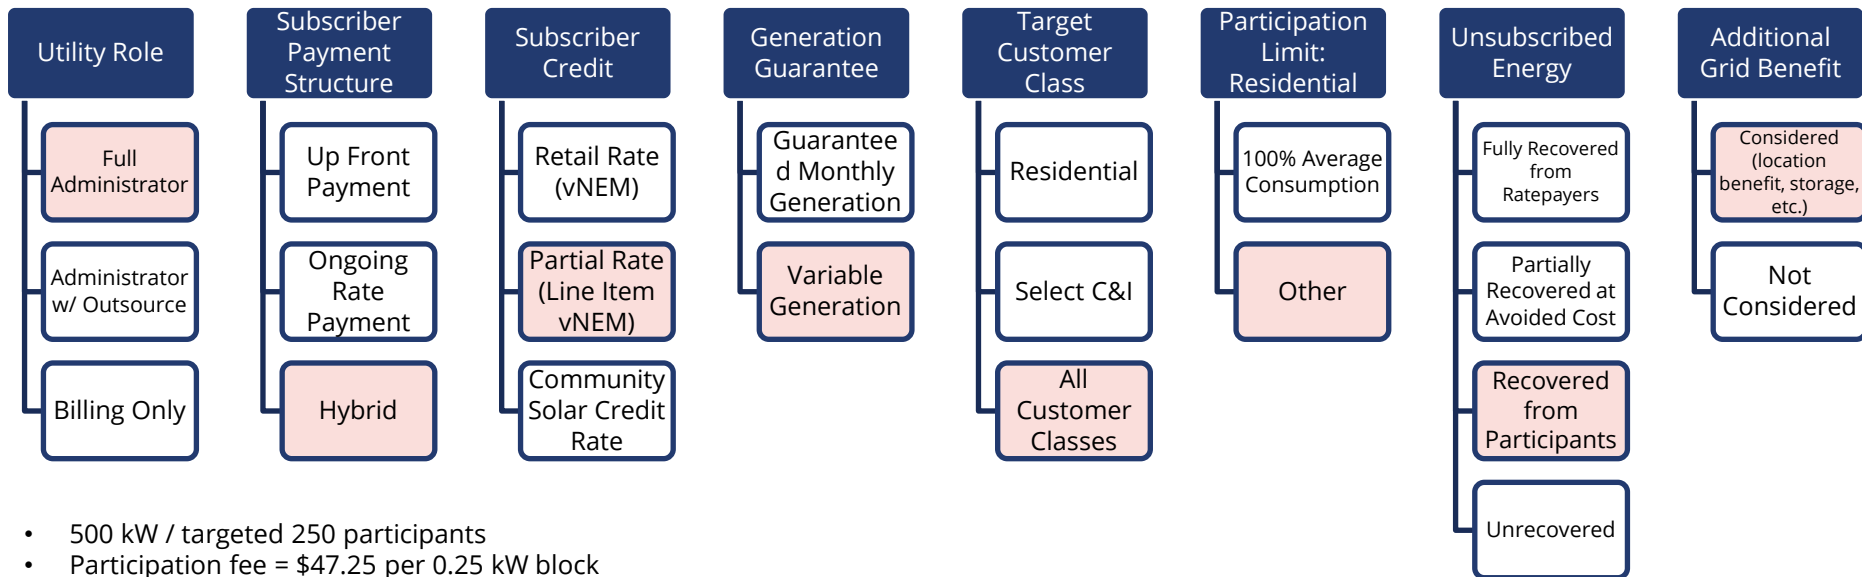 Utility Role
Full
Administrator
Administrator
w/ Outsource
Billing Only
Subscriber
Payment
Structure
Up Front
Payment
Ongoing
Rate
Payment
Hybrid
Subscriber
Credit
Retail Rate
(vNEM)
Partial Rate
(Line Item
vNEM)
Community
Solar Credit
Rate
Generation
Guarantee
Guarantee
d Monthly
Generation
Variable
Generation
Target
Customer
Class
Residential
Select C&I
All
Customer
Classes
Participation
Limit:
Residential
100% Average
Consumption
Other
Unsubscribed
Energy
Fully Recovered
from
Ratepayers
Partially
Recovered at
Avoided Cost
Recovered
from
Participants
Unrecovered
Additional
Grid Benefit
Considered
(location
benefit, storage,
etc.)
Not
Considered
• 500 kW / targeted 250 participants
• Participation fee = $47.25 per 0.25 kW block